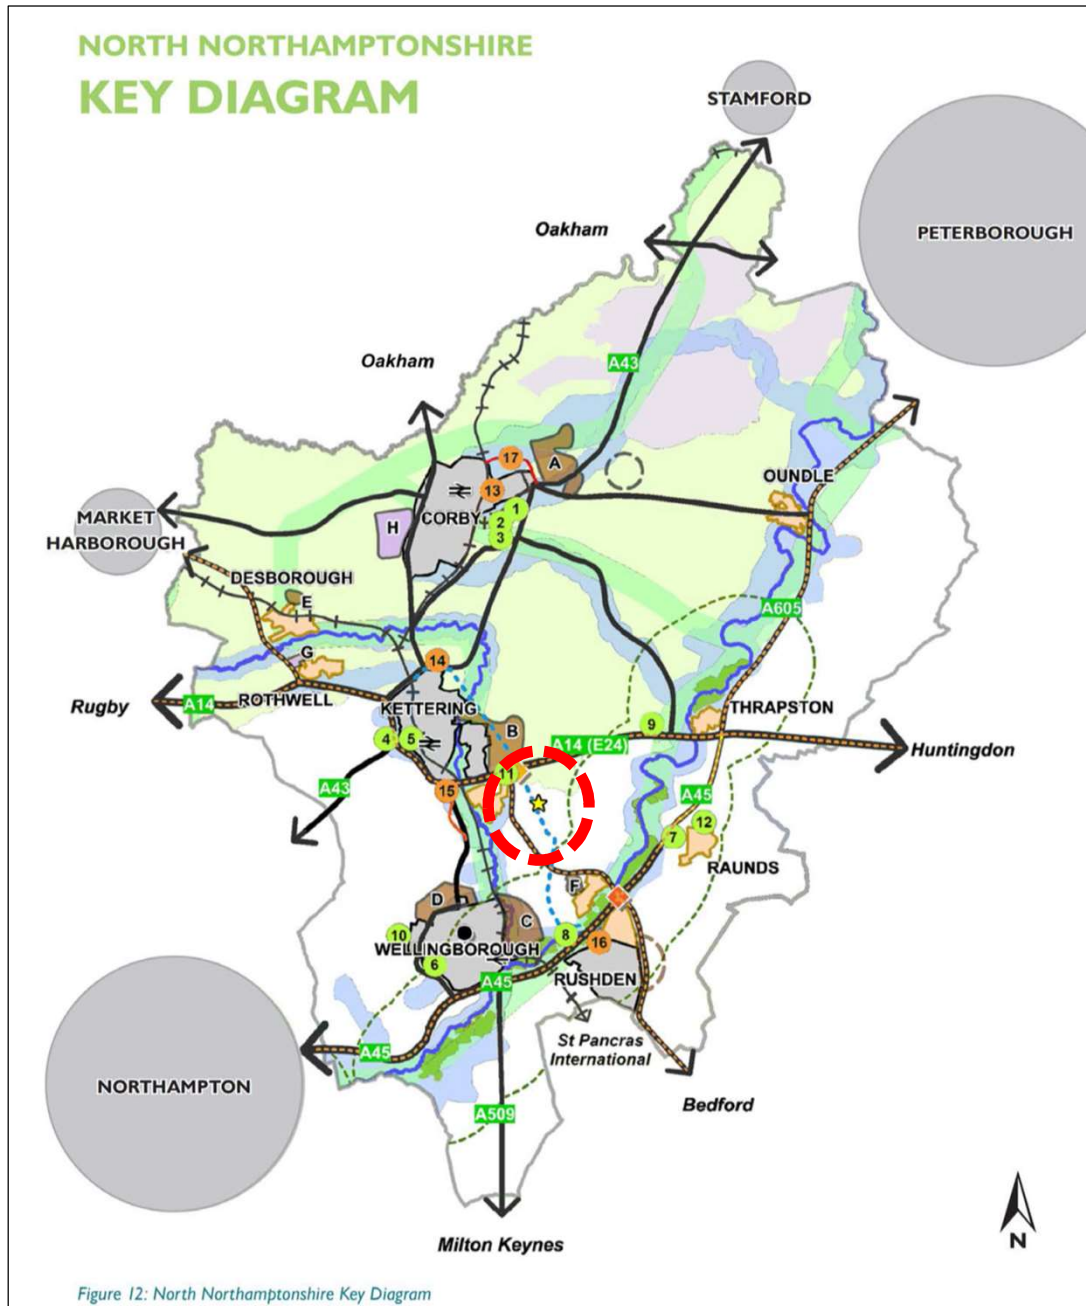 NORTH NORTHAMPTONSHIRE
KEY DIAGRAM
STAMFORD
PETERBOROUGH
Oakham
Oakham
A43
17
A
OUNDLE
13
1
MARKET
HARBOROUGH
H
CORBY
2
3
DESBOROUGH
E
A605
G
14
ROTHWELL
Rugby
A14
KETTERING
THRAPSTON
B
9
4
5
A14 (E24)
Huntingdon
11
A43
15
A45
12
7
RAUNDS
F
D
C
10
WELLINGBOROUGH
8
16
6
RUSHDEN
A45
St Pancras
International
A45
NORTHAMPTON
Bedford
A509
Milton Keynes
N
Figure 12: North Northamptonshire Key Diagram